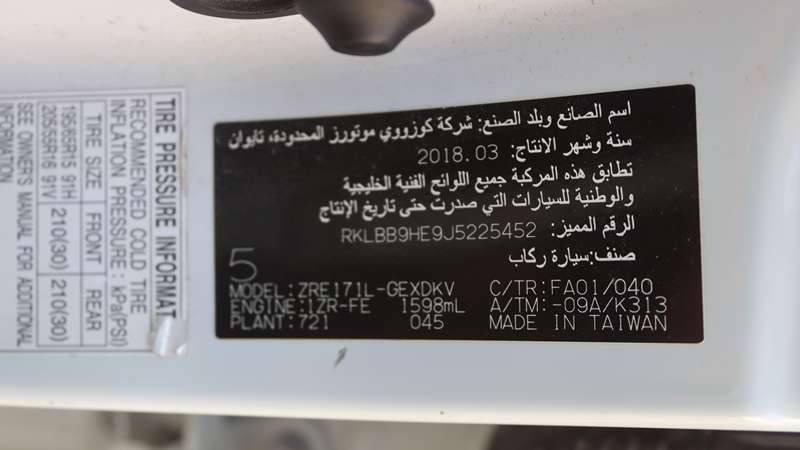 اسم الصانع وبلد الصنع: شركة كوزووي موتورز المحدودة، تايوان
سنة وشهر الانتاج: 2018.03
تطابق هذه المركبة جميع اللوائح الفنية الخليجية
والوطنية للسيارات التي صدرت حتى تاريخ الإنتاج
الرقم المميز: RKLBB9HE9J5225452
صنف: سيارة ركاب
5
MODEL:ZRE171L-GEXDKV C/TR:FA01/040
ENGINE:1ZR-FE 1598mL A/TM:-09A/K313
PLANT:721 045 MADE IN TAIWAN
TIRE PRESSURE INFORMAT
RECOMMENDED COLD TIRE
INFLATION PRESSURE : kPa(PSI)
TIRE SIZE FRONT REAR
195/65R15 91H 210(30) 210(30)
205/55R16 91V
SEE OWNER'S MANUAL FOR ADDITIONAL